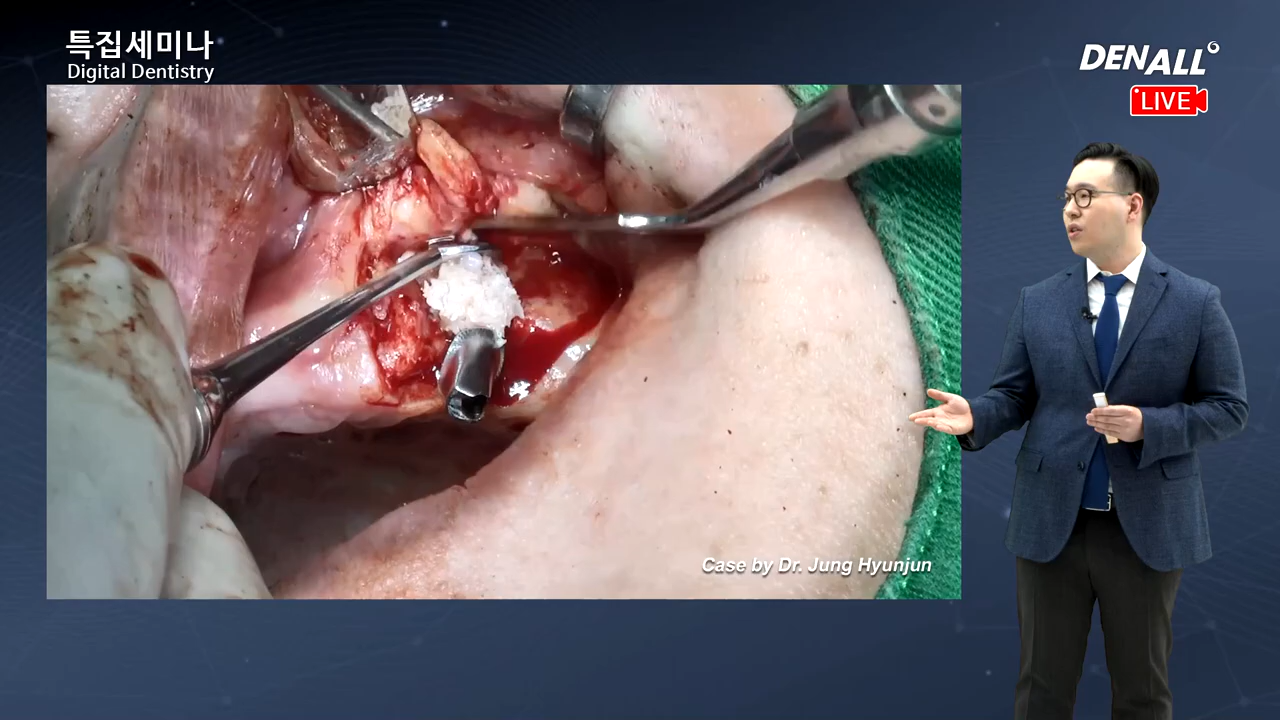 특집세미나
Digital Dentistry
DENALL
LIVE
Case by Dr. Jung Hyunjun